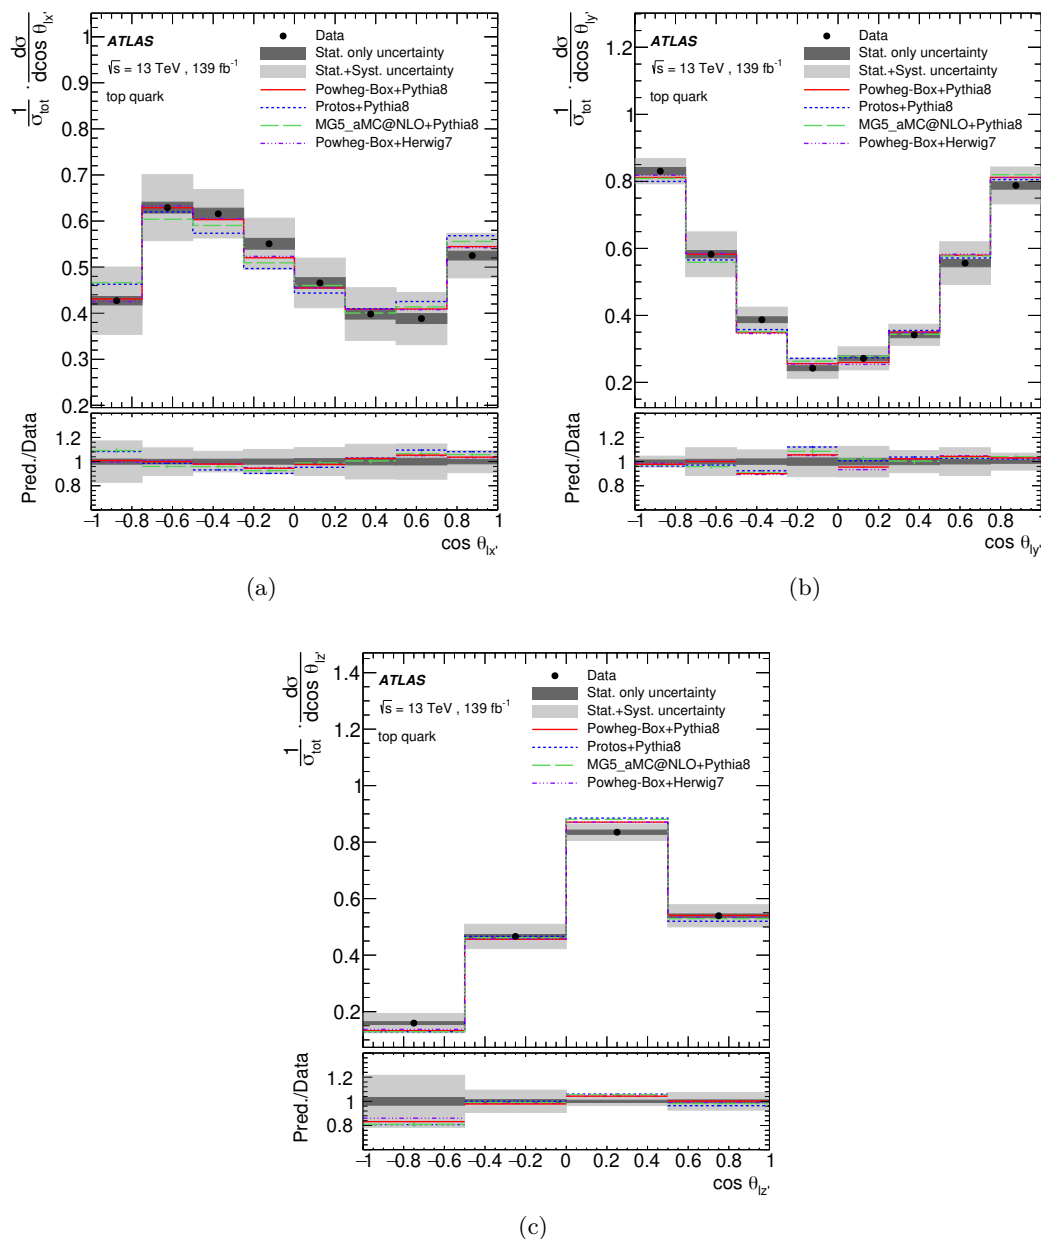 1/σtot · dσ/dcos θlx'
ATLAS
√s = 13 TeV , 139 fb-1
top quark
Data
Stat. only uncertainty
Stat.+Syst. uncertainty
Powheg-Box+Pythia8
Protos+Pythia8
MG5_aMC@NLO+Pythia8
Powheg-Box+Herwig7
1
0.9
0.8
0.7
0.6
0.5
0.4
0.3
0.2
Pred./Data
1.2
1
0.8
−1 −0.8 −0.6 −0.4 −0.2 0 0.2 0.4 0.6 0.8 1
cos θlx'
(a)
1/σtot · dσ/dcos θly'
ATLAS
√s = 13 TeV , 139 fb-1
top quark
Data
Stat. only uncertainty
Stat.+Syst. uncertainty
Powheg-Box+Pythia8
Protos+Pythia8
MG5_aMC@NLO+Pythia8
Powheg-Box+Herwig7
1.2
1
0.8
0.6
0.4
0.2
Pred./Data
1.2
1
0.8
−1 −0.8 −0.6 −0.4 −0.2 0 0.2 0.4 0.6 0.8 1
cos θly'
(b)
1/σtot · dσ/dcos θlz'
ATLAS
√s = 13 TeV , 139 fb-1
top quark
Data
Stat. only uncertainty
Stat.+Syst. uncertainty
Powheg-Box+Pythia8
Protos+Pythia8
MG5_aMC@NLO+Pythia8
Powheg-Box+Herwig7
1.4
1.2
1
0.8
0.6
0.4
0.2
Pred./Data
1.2
1
0.8
−1 −0.8 −0.6 −0.4 −0.2 0 0.2 0.4 0.6 0.8 1
cos θlz'
(c)